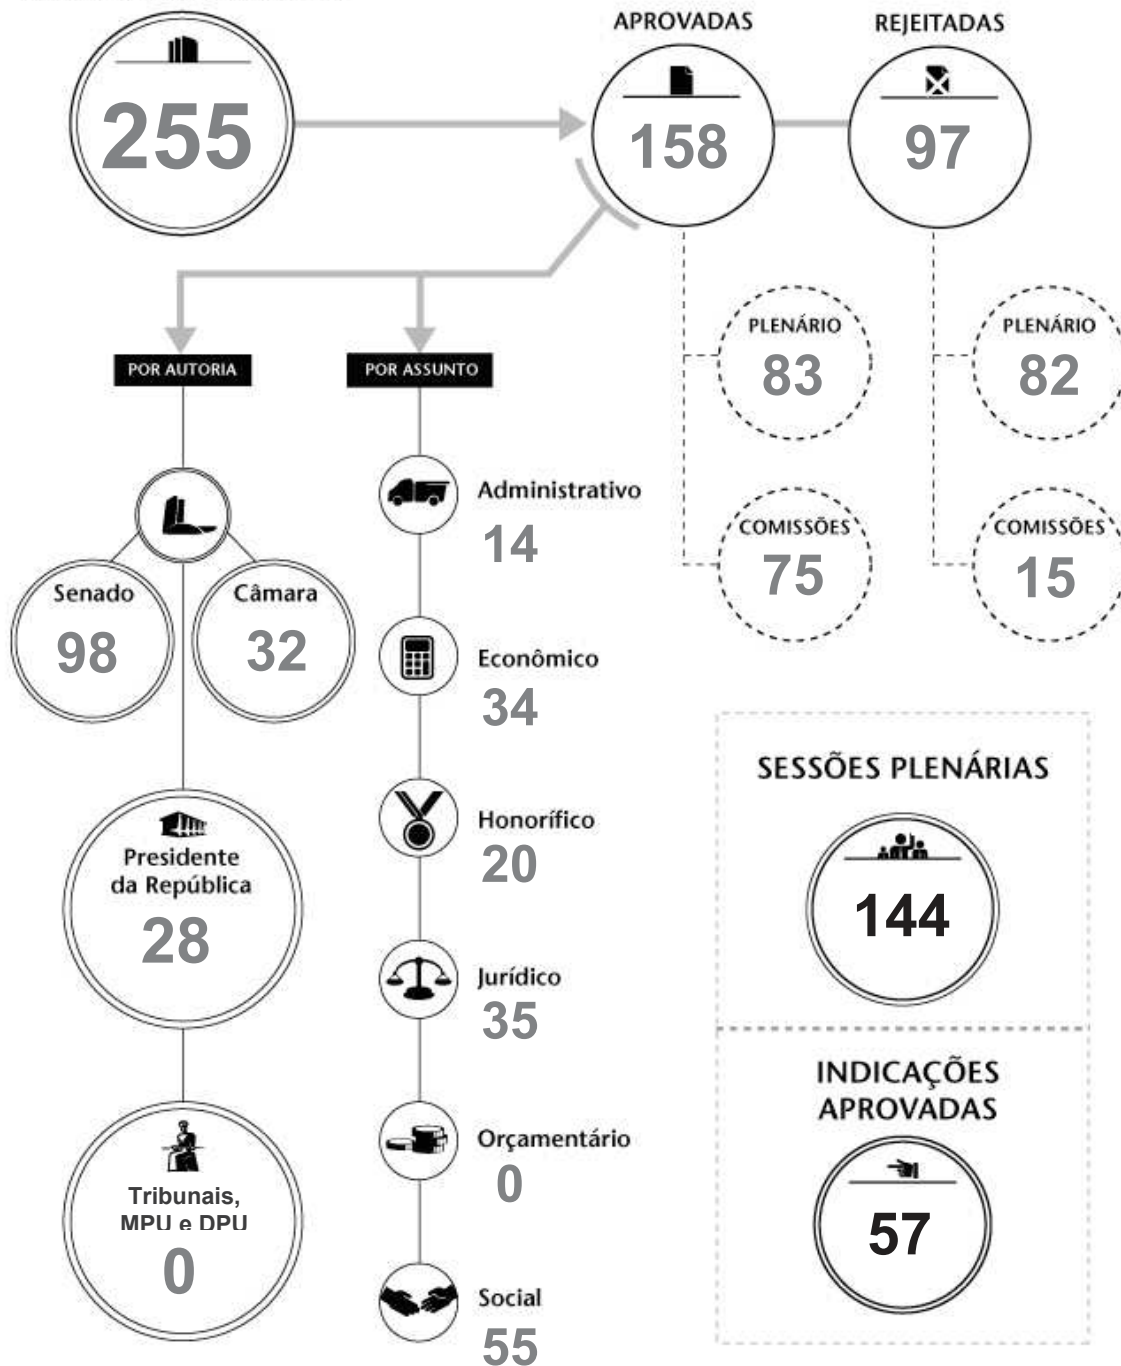 255
APROVADAS
158
REJEITADAS
97
PLENÁRIO
83
COMISSÕES
75
PLENÁRIO
82
COMISSÕES
15
POR AUTORIA
Senado
98
Câmara
32
Presidente
da República
28
Tribunais,
MPU e DPU
0
POR ASSUNTO
Administrativo
14
Econômico
34
Honorífico
20
Jurídico
35
Orçamentário
0
Social
55
SESSÕES PLENÁRIAS
144
INDICAÇÕES
APROVADAS
57